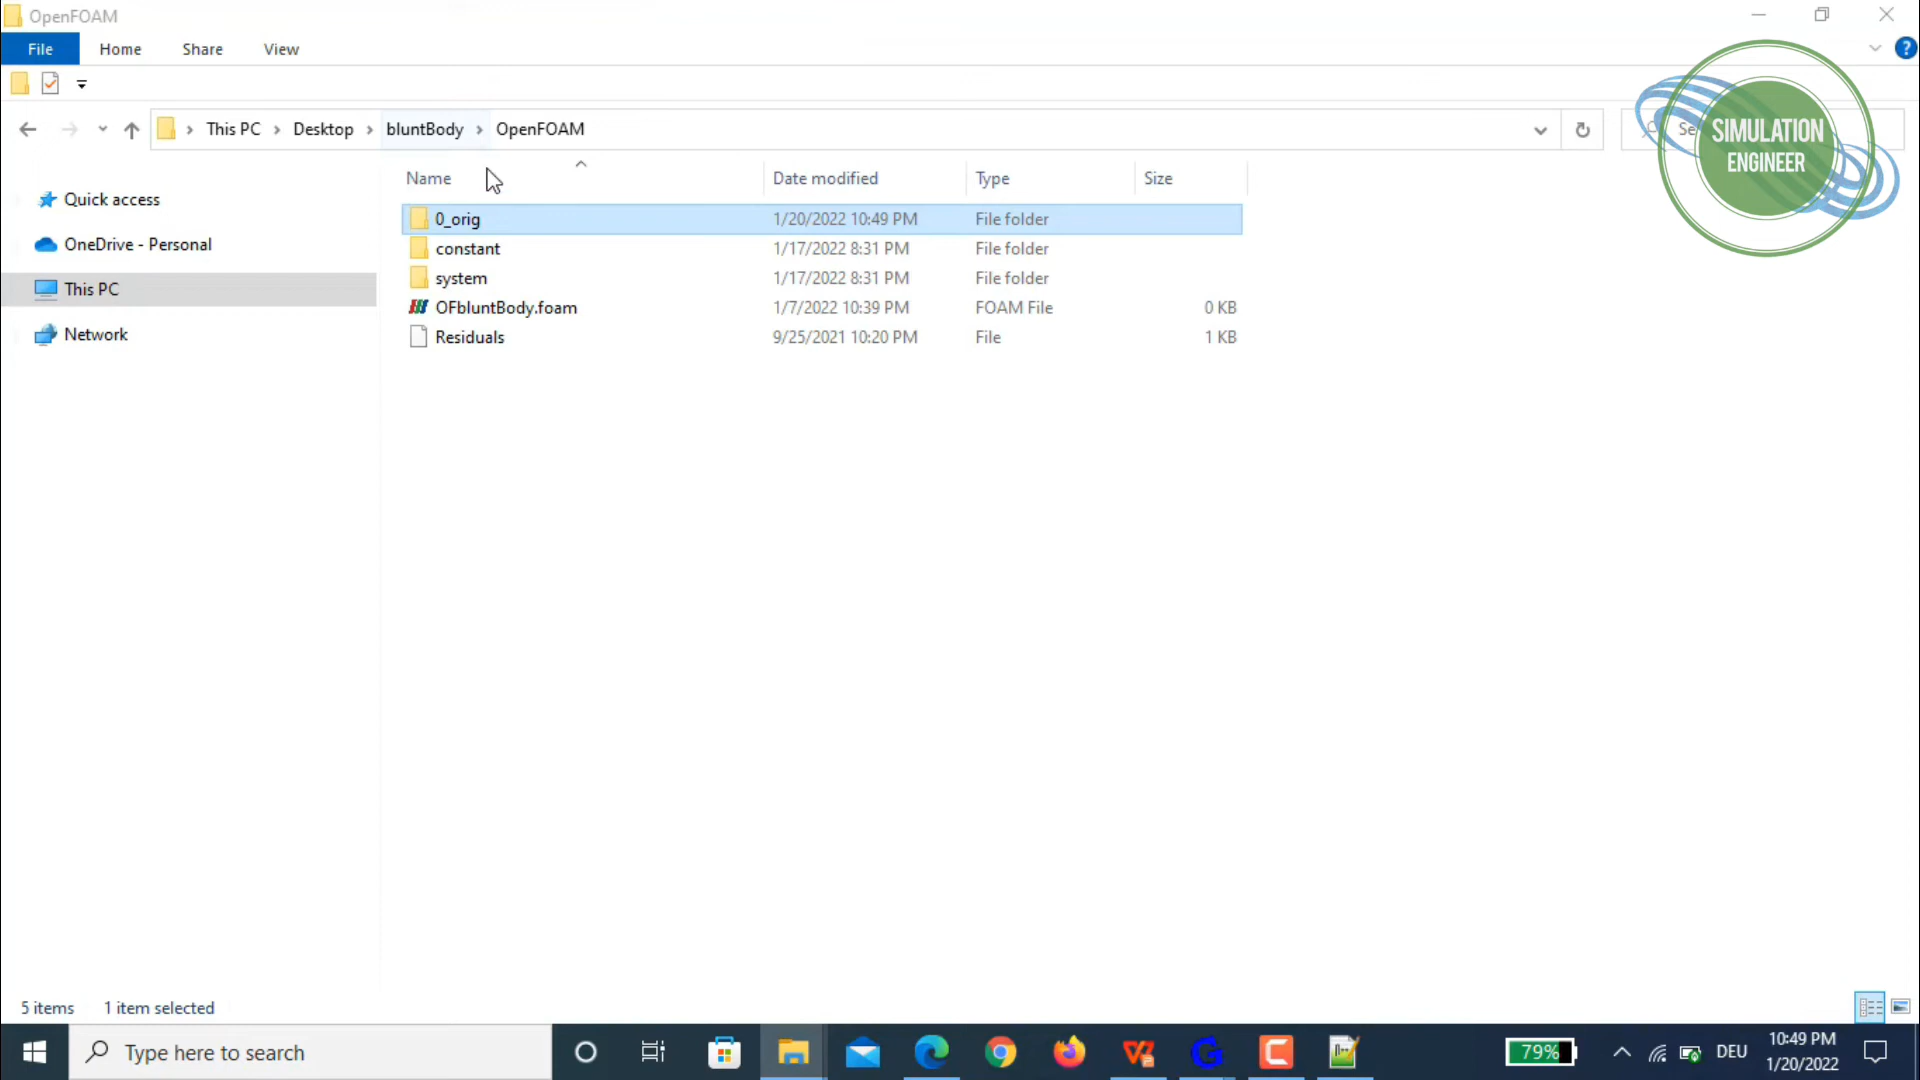 OpenFOAM
File Home Share View
This PC Desktop bluntBody OpenFOAM
Se
SIMULATION
ENGINEER
Name Date modified Type Size
Quick access
OneDrive - Personal
This PC
Network
0_orig 1/20/2022 10:49 PM File folder
constant 1/17/2022 8:31 PM File folder
system 1/17/2022 8:31 PM File folder
OFbluntBody.foam 1/7/2022 10:39 PM FOAM File 0 KB
Residuals 9/25/2021 10:20 PM File 1 KB
5 items 1 item selected
Type here to search
79%
DEU
10:49 PM
1/20/2022